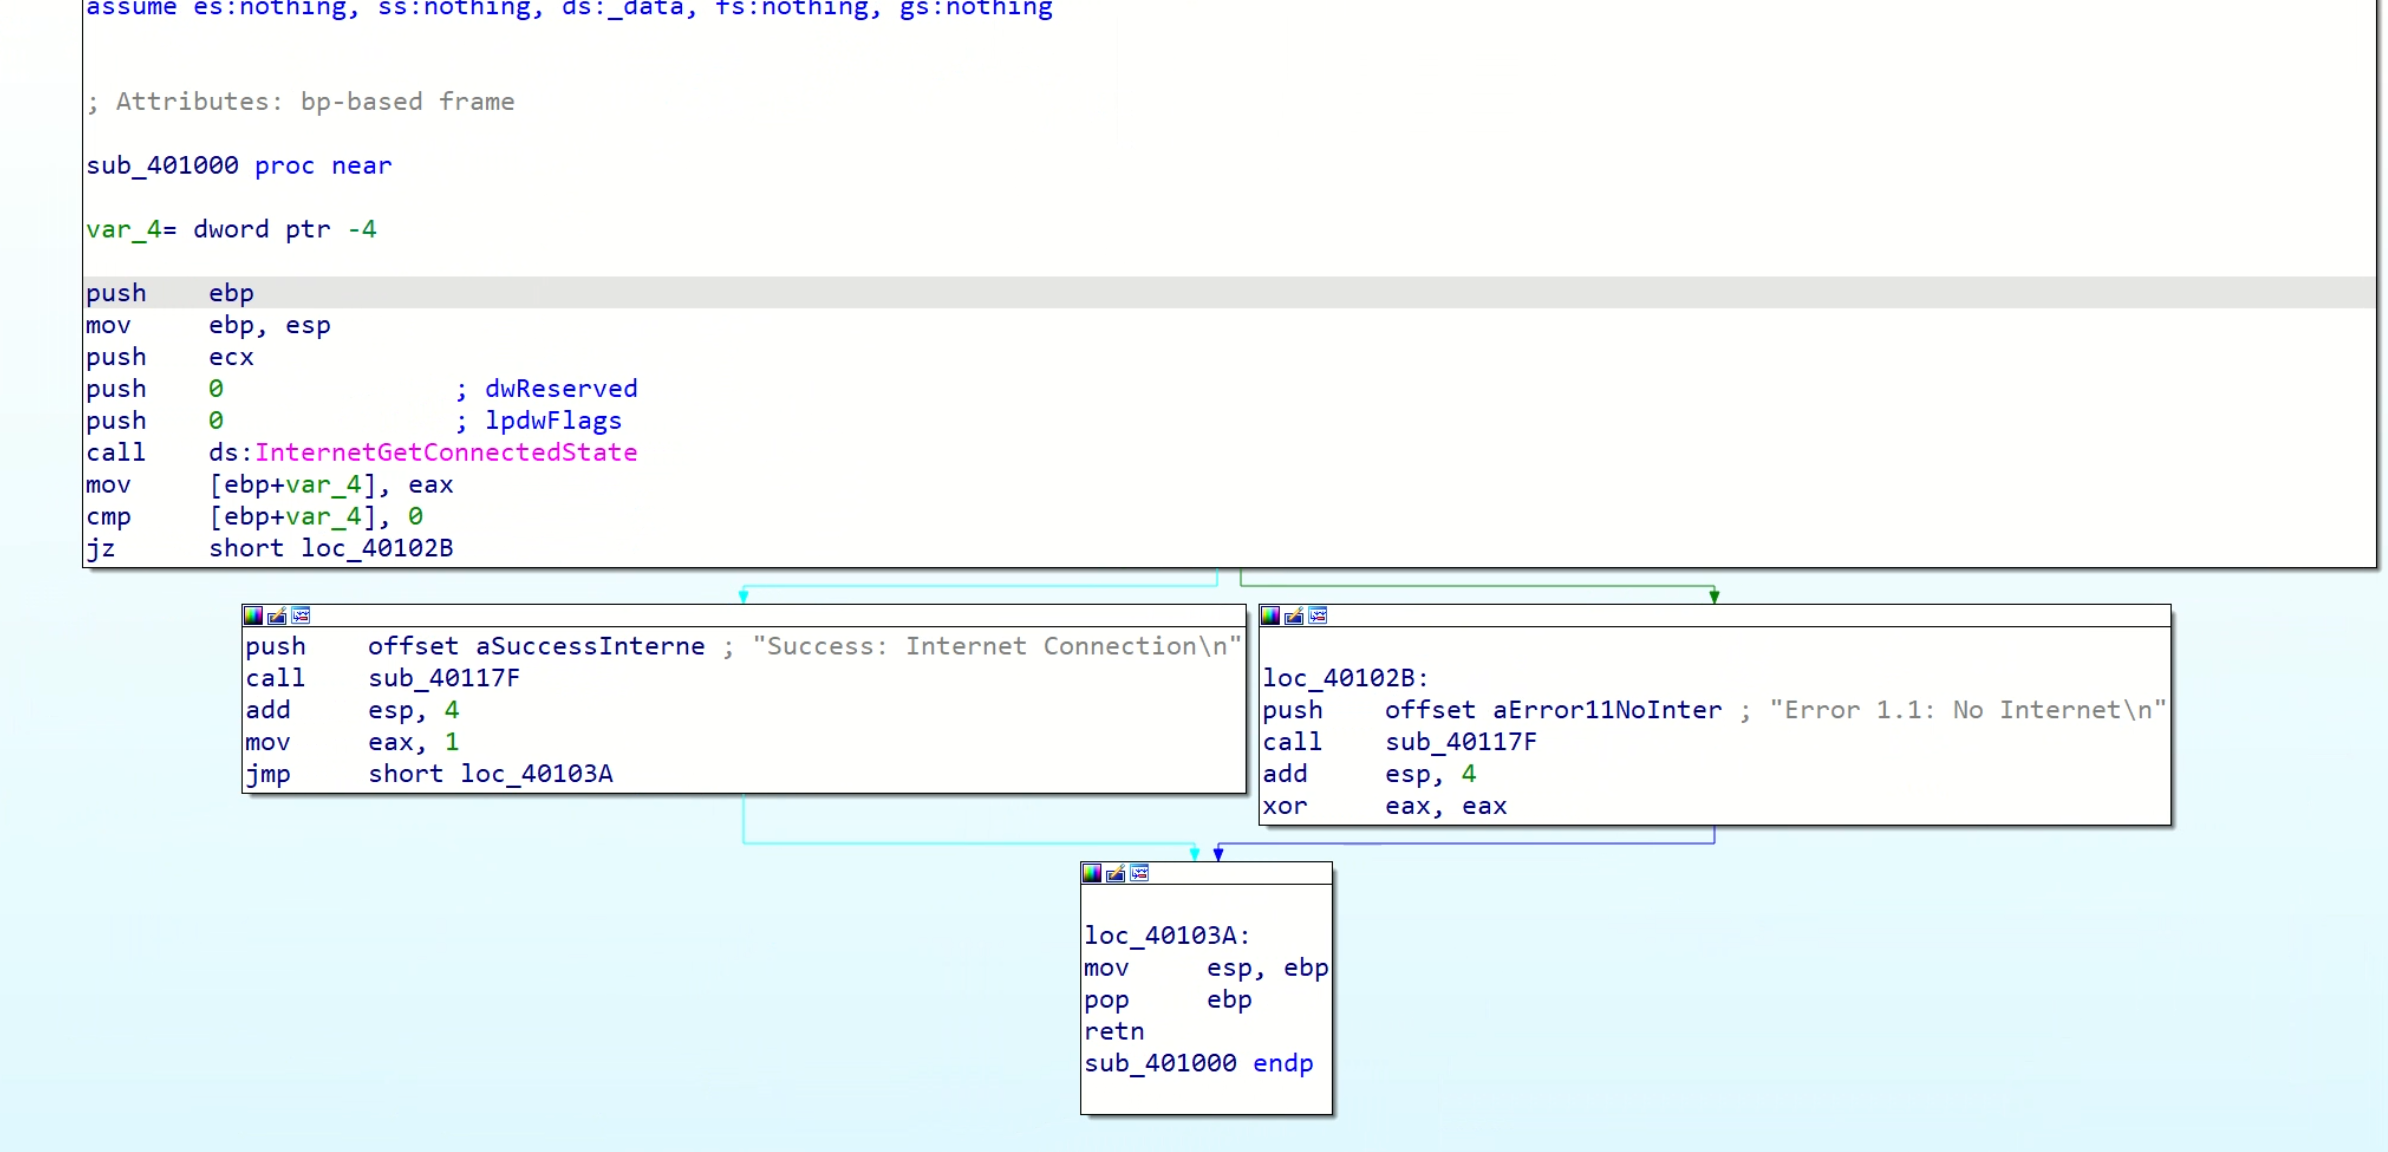 assume es:nothing, ss:nothing, ds:_data, fs:nothing, gs:nothing
; Attributes: bp-based frame
sub_401000 proc near
var_4= dword ptr -4
push    ebp
mov     ebp, esp
push    ecx
push    0               ; dwReserved
push    0               ; lpdwFlags
call    ds:InternetGetConnectedState
mov     [ebp+var_4], eax
cmp     [ebp+var_4], 0
jz      short loc_40102B
push    offset aSuccessInterne ; "Success: Internet Connection\n"
call    sub_40117F
add     esp, 4
mov     eax, 1
jmp     short loc_40103A
loc_40102B:
push    offset aError11NoInter ; "Error 1.1: No Internet\n"
call    sub_40117F
add     esp, 4
xor     eax, eax
loc_40103A:
mov     esp, ebp
pop     ebp
retn
sub_401000 endp